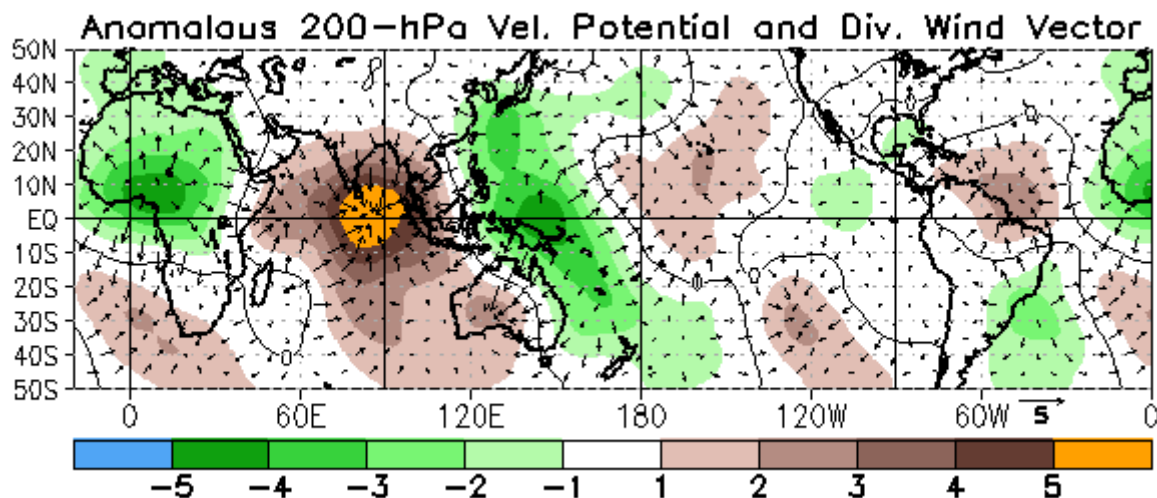 Anomalaus 200-hPa Vel. Potential and Div. Wind Vector
50N
40N
30N
20N
10N
EQ
10S
20S
30S
40S
50S
0 60E 120E 180 120W 60W 5 0
-5 -4 -3 -2 -1 1 2 3 4 5